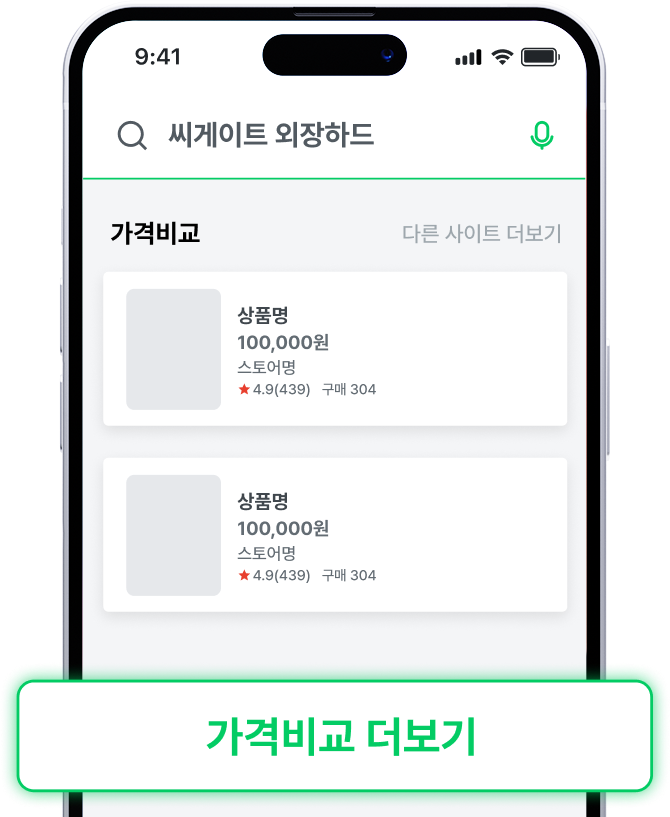 9:41
씨게이트 외장하드
가격비교 다른 사이트 더보기
상품명
100,000원
스토어명
★4.9(439) 구매 304
상품명
100,000원
스토어명
★4.9(439) 구매 304
가격비교 더보기